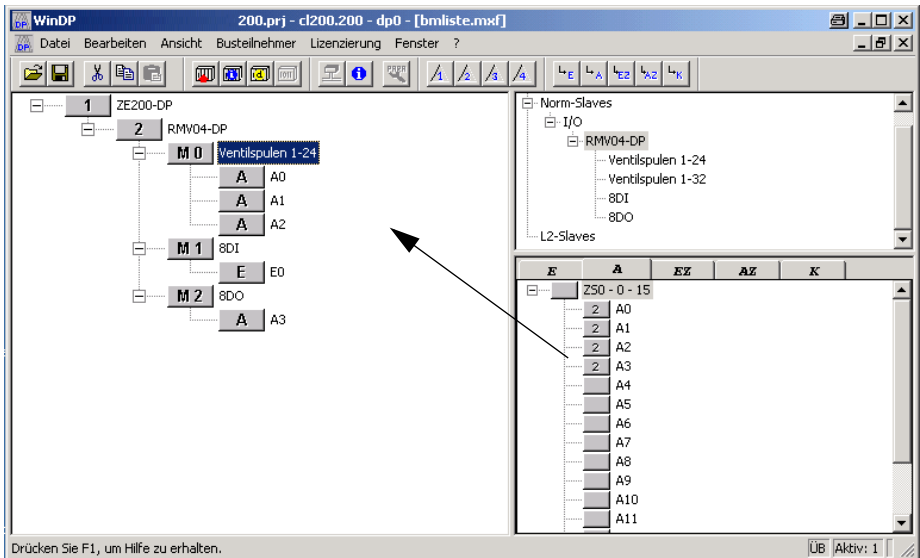 WinDP 200.prj - cl200.200 - dp0 - [bmliste.mxf]
Datei Bearbeiten Ansicht Busteilnehmer Lizenzierung Fenster ?
1 ZE200-DP
2 RMV04-DP
M 0 Ventilspulen 1-24
A A0
A A1
A A2
M 1 8DI
E E0
M 2 8DO
A A3
Norm-Slaves
I/O
RMV04-DP
Ventilspulen 1-24
Ventilspulen 1-32
8DI
8DO
L2-Slaves
E A EZ AZ K
ZS0 - 0 - 15
2 A0
2 A1
2 A2
2 A3
A4
A5
A6
A7
A8
A9
A10
A11
Drücken Sie F1, um Hilfe zu erhalten. ÜB Aktiv: 1